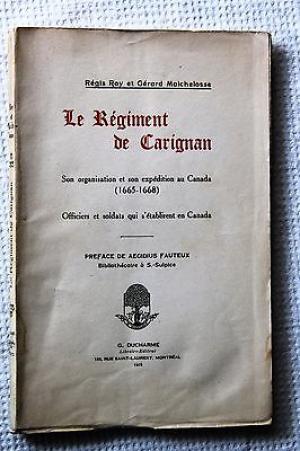 Régis Roy et Gérard Malchelosse
Le Régiment
de Carignan
Son organisation et son expédition au Canada
(1665-1668)
Officiers et soldats qui s'établirent en Canada
PREFACE DE AEGIDIUS FAUTEUX
Bibliothécaire à S.-Sulpice
G. DUCHARME
Libraire-Editeur
RUE SAINT-LAURENT, MONTRÉAL